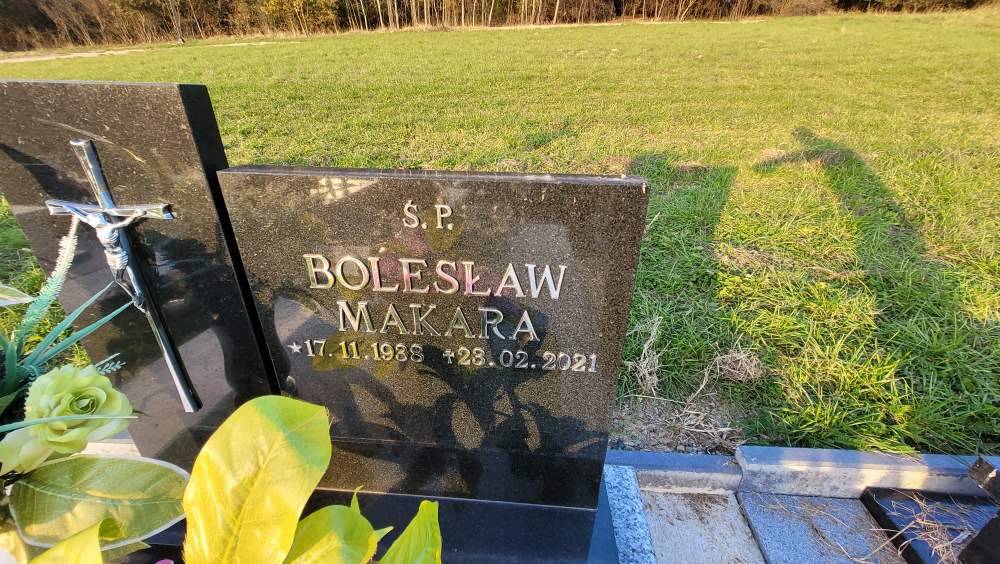 Ś.P.
BOLESŁAW
MAKARA
*17.11.1938 ✝28.02.2021